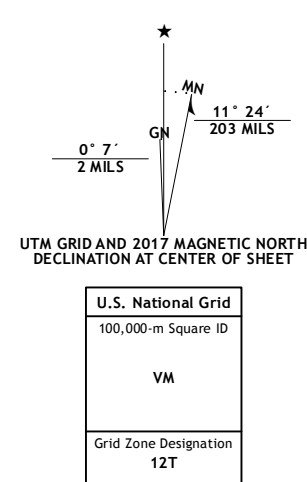 ★
MN
11° 24´
203 MILS
GN
0° 7´
2 MILS
UTM GRID AND 2017 MAGNETIC NORTH
DECLINATION AT CENTER OF SHEET
U.S. National Grid
100,000-m Square ID
VM
Grid Zone Designation
12T